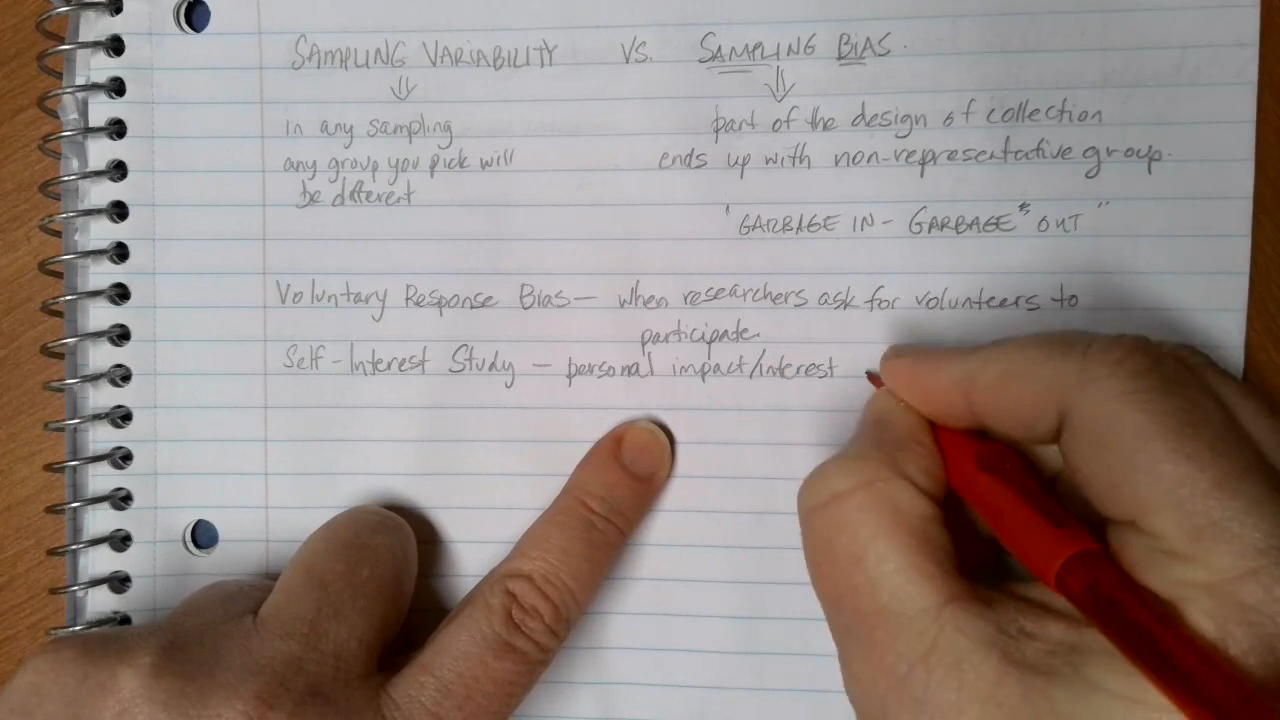 SAMPLING VARIABILITY VS. SAMPLING BIAS.
in any sampling
any group you pick will
be different
part of the design of collection
ends up with non-representative group.
'GARBAGE IN - GARBAGE OUT"
Voluntary Response Bias - when researchers ask for volunteers to
participate.
Self-Interest Study - personal impact/interest